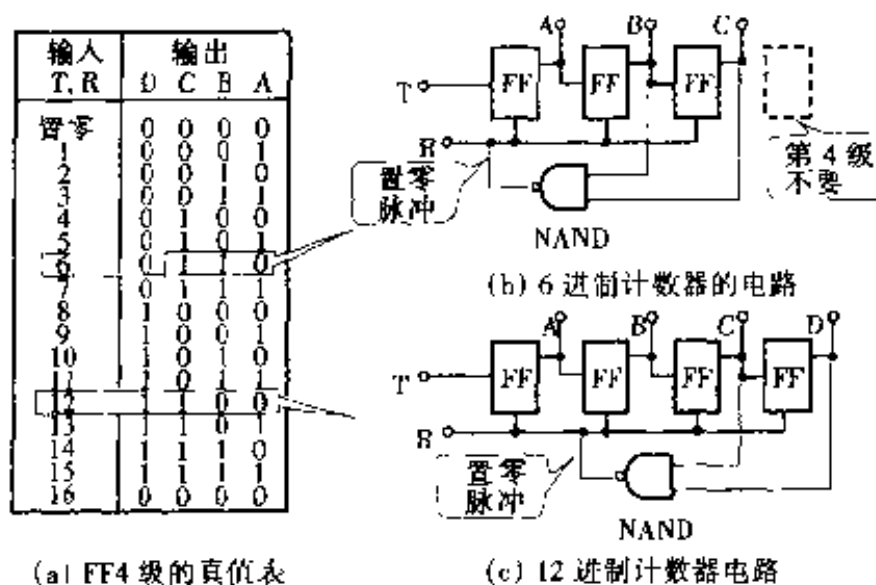 输入 输出
T, R D C B A
置零 0 0 0 0
1 0 0 0 1
2 0 0 1 0
3 0 0 1 1
4 0 1 0 0
5 0 1 0 1
6 0 1 1 0
7 0 1 1 1
8 1 0 0 0
9 1 0 0 1
10 1 0 1 0
11 1 0 1 1
12 1 1 0 0
13 1 1 0 1
14 1 1 1 0
15 1 1 1 1
16 0 0 0 0
(a) FF4 级的真值表
A B C
T FF FF FF
R
置零
脉冲
第 4 级
不要
NAND
(b) 6 进制计数器的电路
A B C D
T FF FF FF FF
R
置零
脉冲
NAND
(c) 12 进制计数器电路